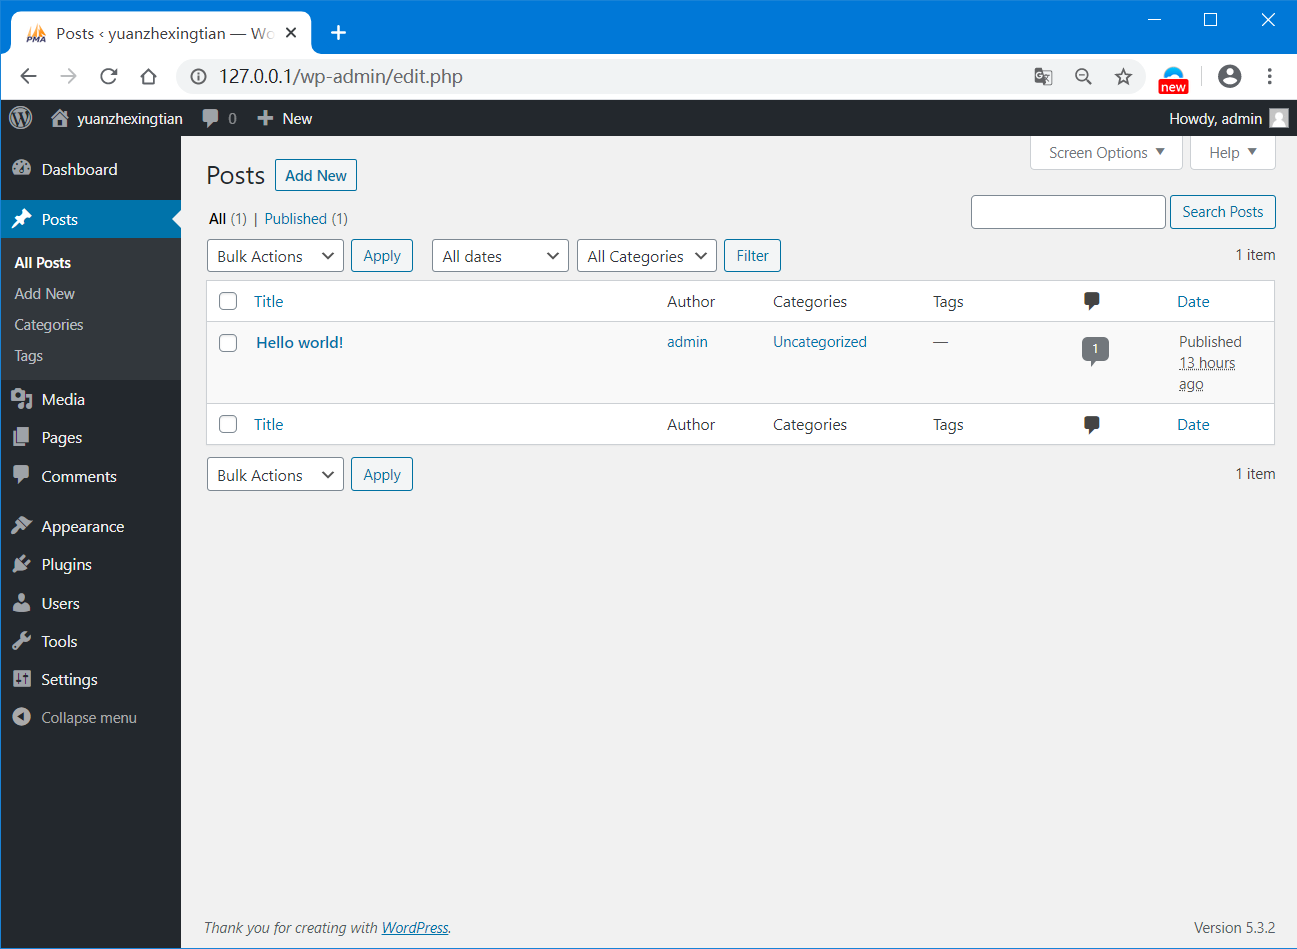 PMA Posts ‹ yuanzhexingtian — Wo
127.0.0.1/wp-admin/edit.php
new
yuanzhexingtian 0 New Howdy, admin
Dashboard
Posts
All Posts
Add New
Categories
Tags
Media
Pages
Comments
Appearance
Plugins
Users
Tools
Settings
Collapse menu
Screen Options Help
Posts Add New
All (1) | Published (1)
Search Posts
Bulk Actions Apply All dates All Categories Filter 1 item
Title Author Categories Tags Date
Hello world! admin Uncategorized — 1 Published
13 hours
ago
Title Author Categories Tags Date
Bulk Actions Apply 1 item
Thank you for creating with WordPress. Version 5.3.2